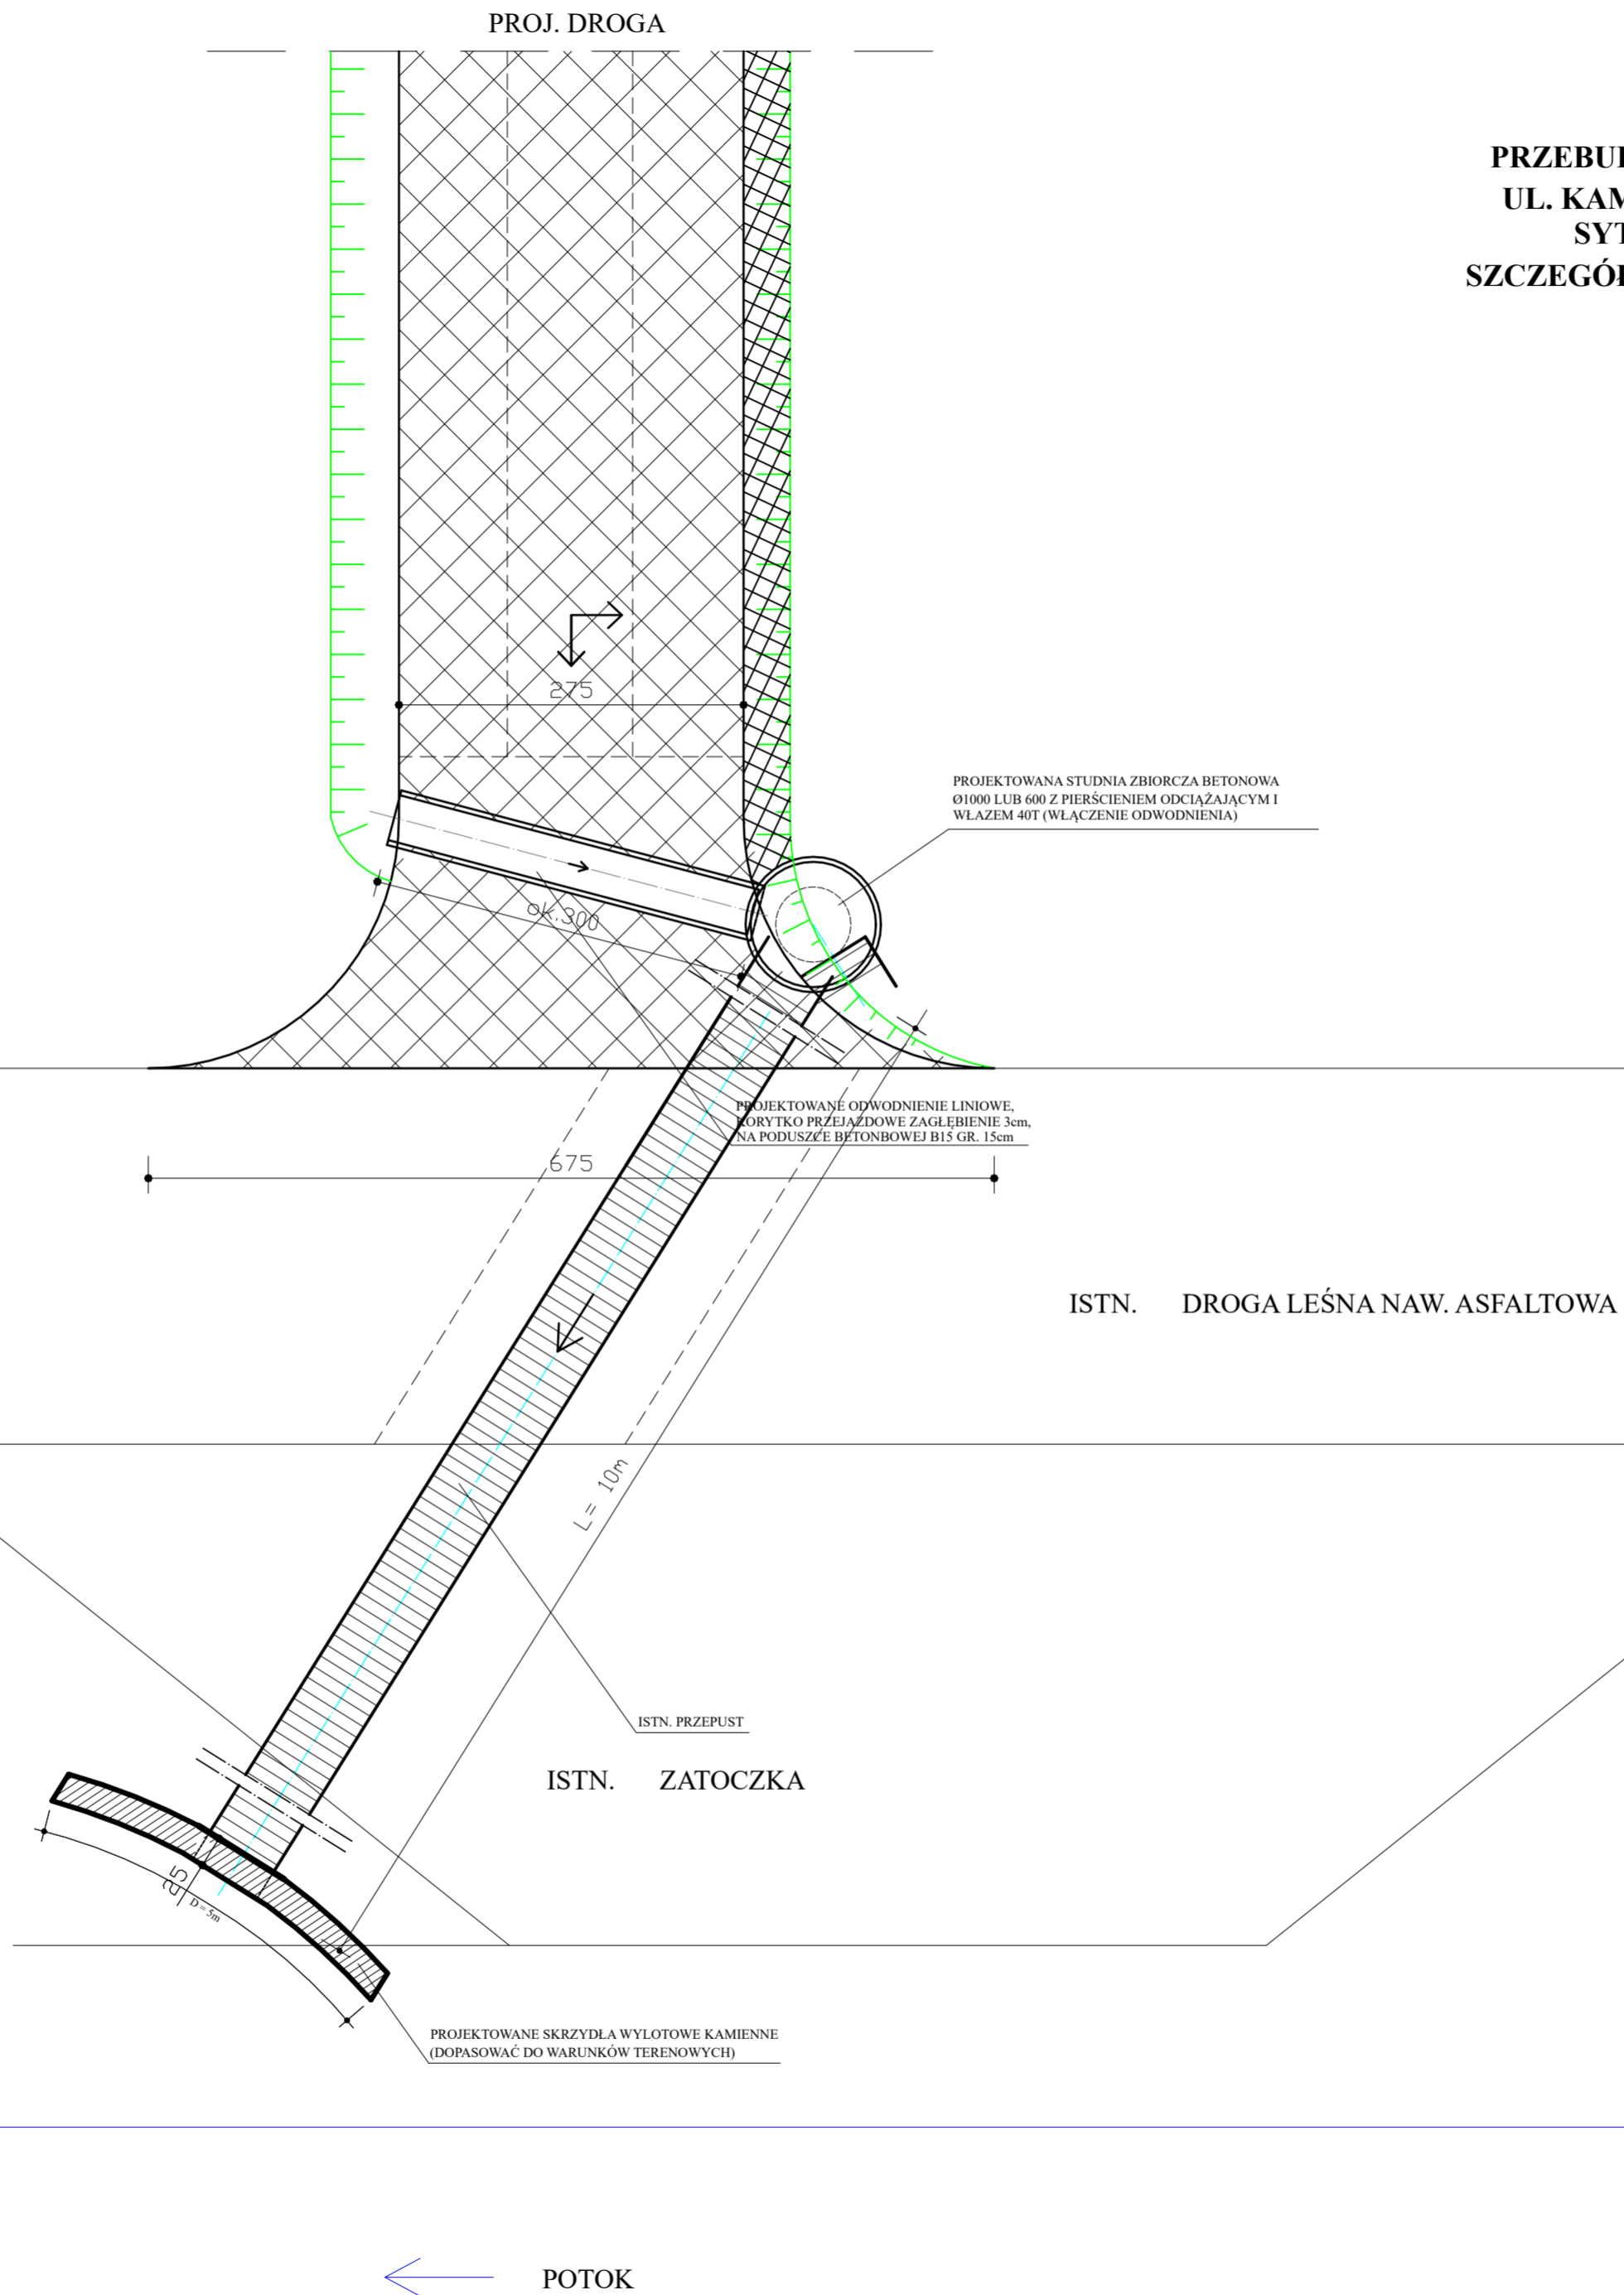 PROJ. DROGA
PRZEBU
UL. KAM
SYT
SZCZEGÓŁ
275
PROJEKTOWANA STUDNIA ZBIORCZA BETONOWA
Ø1000 LUB 600 Z PIERŚCIENIEM ODCIĄŻAJĄCYM I
WŁAZEM 40T (WŁĄCZENIE ODWODNIENIA)
ok.300
PROJEKTOWANE ODWODNIENIE LINIOWE,
KORYTKO PRZEJAZDOWE ZAGŁĘBIENIE 3cm,
NA PODUSZCE BETONBOWEJ B15 GR. 15cm
675
ISTN. DROGA LEŚNA NAW. ASFALTOWA
L= 10m
ISTN. PRZEPUST
ISTN. ZATOCZKA
25
D = 5m
PROJEKTOWANE SKRZYDŁA WYLOTOWE KAMIENNE
(DOPASOWAĆ DO WARUNKÓW TERENOWYCH)
POTOK